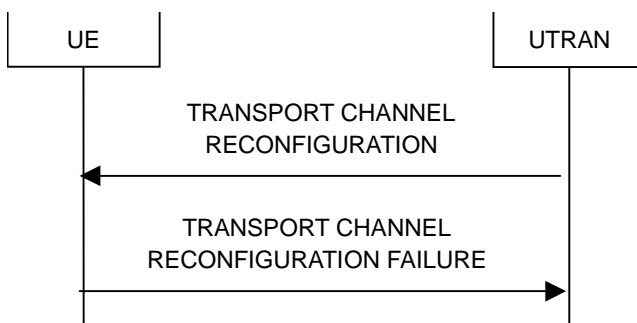 UE
UTRAN
TRANSPORT CHANNEL
RECONFIGURATION
TRANSPORT CHANNEL
RECONFIGURATION FAILURE